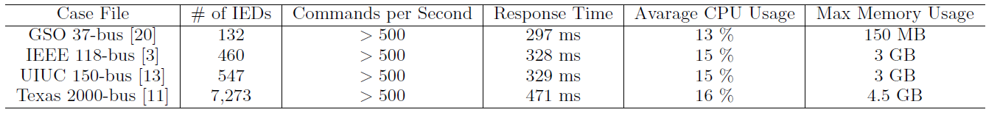 Case File # of IEDs Commands per Second Response Time Avarage CPU Usage Max Memory Usage
GSO 37-bus [20] 132 > 500 297 ms 13 % 150 MB
IEEE 118-bus [3] 460 > 500 328 ms 15 % 3 GB
UIUC 150-bus [13] 547 > 500 329 ms 15 % 3 GB
Texas 2000-bus [11] 7,273 > 500 471 ms 16 % 4.5 GB